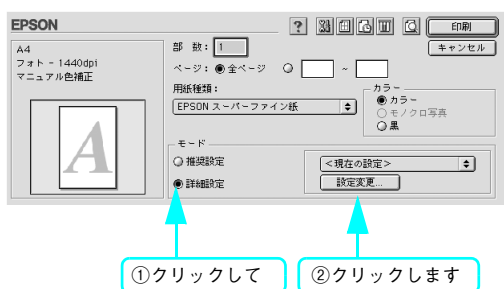 EPSON
印刷
キャンセル
A4
フォト - 1440dpi
マニュアル色補正
A
部 数: 1
ページ: 全ページ ~
用紙種類:
EPSON スーパーファイン紙
カラー
カラー
モノクロ写真
黒
モード
推奨設定
詳細設定
<現在の設定>
設定変更...
①クリックして
②クリックします